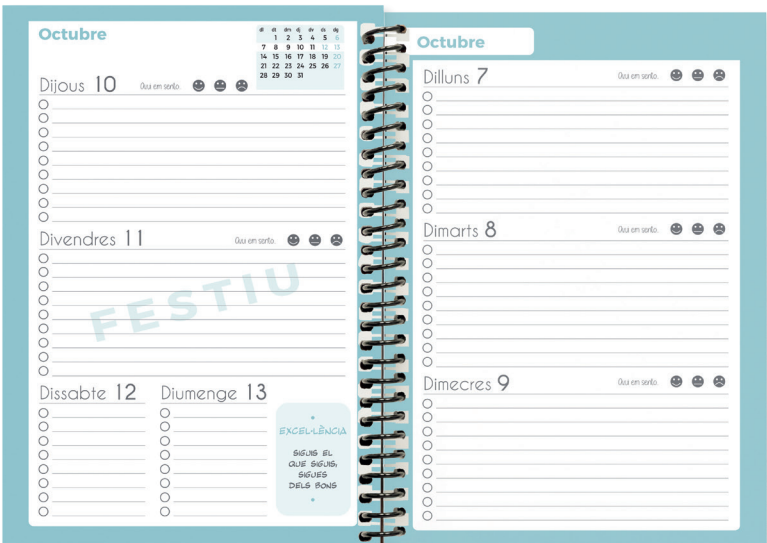 Octubre
dl dt dm dj dv ds dg
1 2 3 4 5 6
7 8 9 10 11 12 13
14 15 16 17 18 19 20
21 22 23 24 25 26 27
28 29 30 31
Dijous 10 Avui em sento...
Divendres 11 Avui em sento...
FESTIU
Dissabte 12
Diumenge 13
EXCEL·LÈNCIA
SIGUIS EL
QUE SIGUIS,
SIGUES
DELS BONS
Octubre
Dilluns 7 Avui em sento...
Dimarts 8 Avui em sento...
Dimecres 9 Avui em sento...